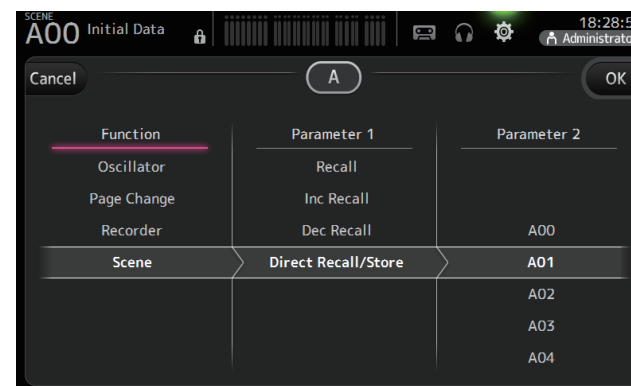 SCENE
A00 Initial Data
18:28:5
Administrato
Cancel A OK
Function Parameter 1 Parameter 2
Oscillator Recall
Page Change Inc Recall
Recorder Dec Recall A00
Scene Direct Recall/Store A01
A02
A03
A04